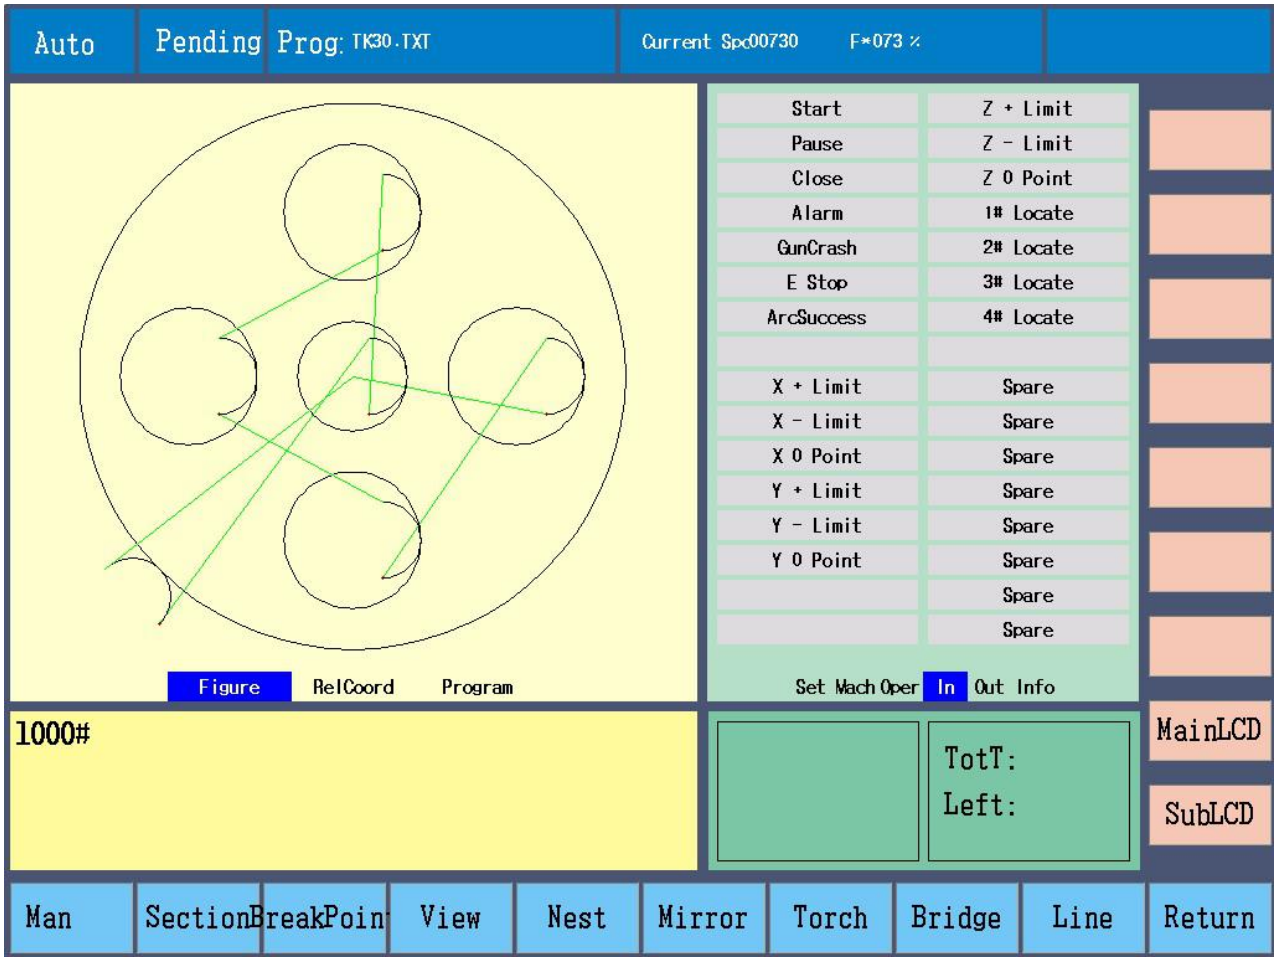 Auto Pending Prog: TK30.TXT Current Spc00730 F*073 %
Start Z + Limit
Pause Z - Limit
Close Z 0 Point
Alarm 1# Locate
GunCrash 2# Locate
E Stop 3# Locate
ArcSuccess 4# Locate
X + Limit Spare
X - Limit Spare
X 0 Point Spare
Y + Limit Spare
Y - Limit Spare
Y 0 Point Spare
Spare
Spare
Figure RelCoord Program Set Mach Oper In Out Info
1000#
TotT:
Left:
MainLCD
SubLCD
Man Section BreakPoin View Nest Mirror Torch Bridge Line Return